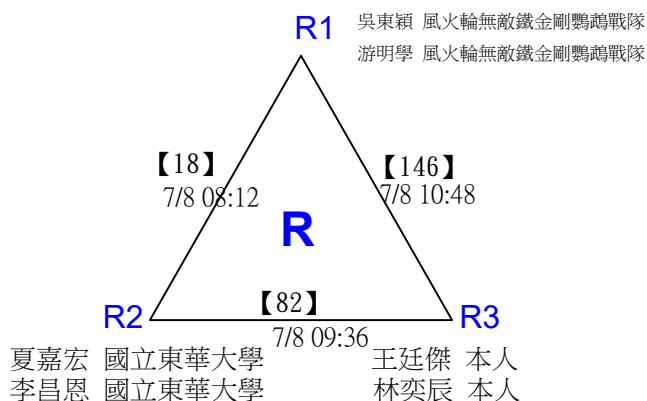 R1
吳東穎 風火輪無敵鐵金剛鸚鵡戰隊
游明學 風火輪無敵鐵金剛鸚鵡戰隊
【18】
7/8 08:12
【146】
7/8 10:48
R
【82】
7/8 09:36
R2
R3
夏嘉宏 國立東華大學
李昌恩 國立東華大學
王廷傑 本人
林奕辰 本人